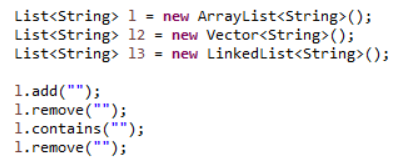 List<String> l = new ArrayList<String>();
List<String> l2 = new Vector<String>();
List<String> l3 = new LinkedList<String>();
l.add("");
l.remove("");
l.contains("");
l.remove("");